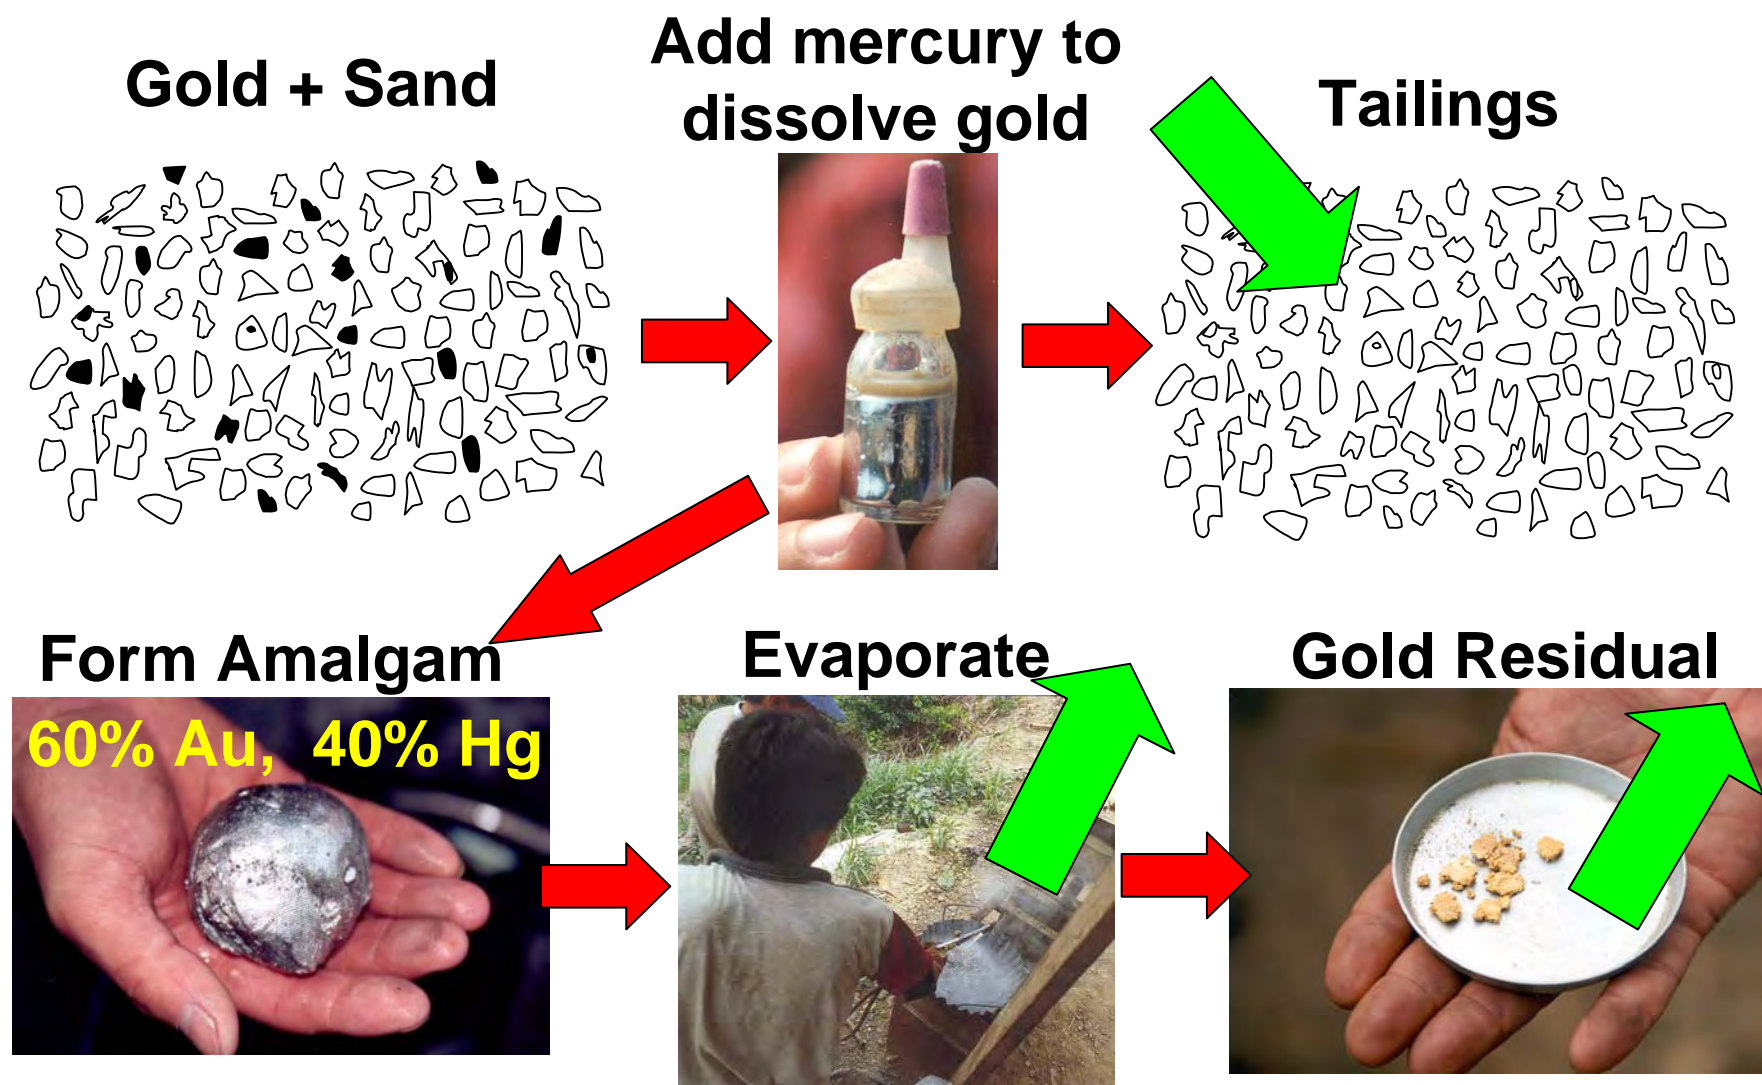 Gold + Sand
Add mercury to
dissolve gold
Tailings
Form Amalgam
60% Au, 40% Hg
Evaporate
Gold Residual